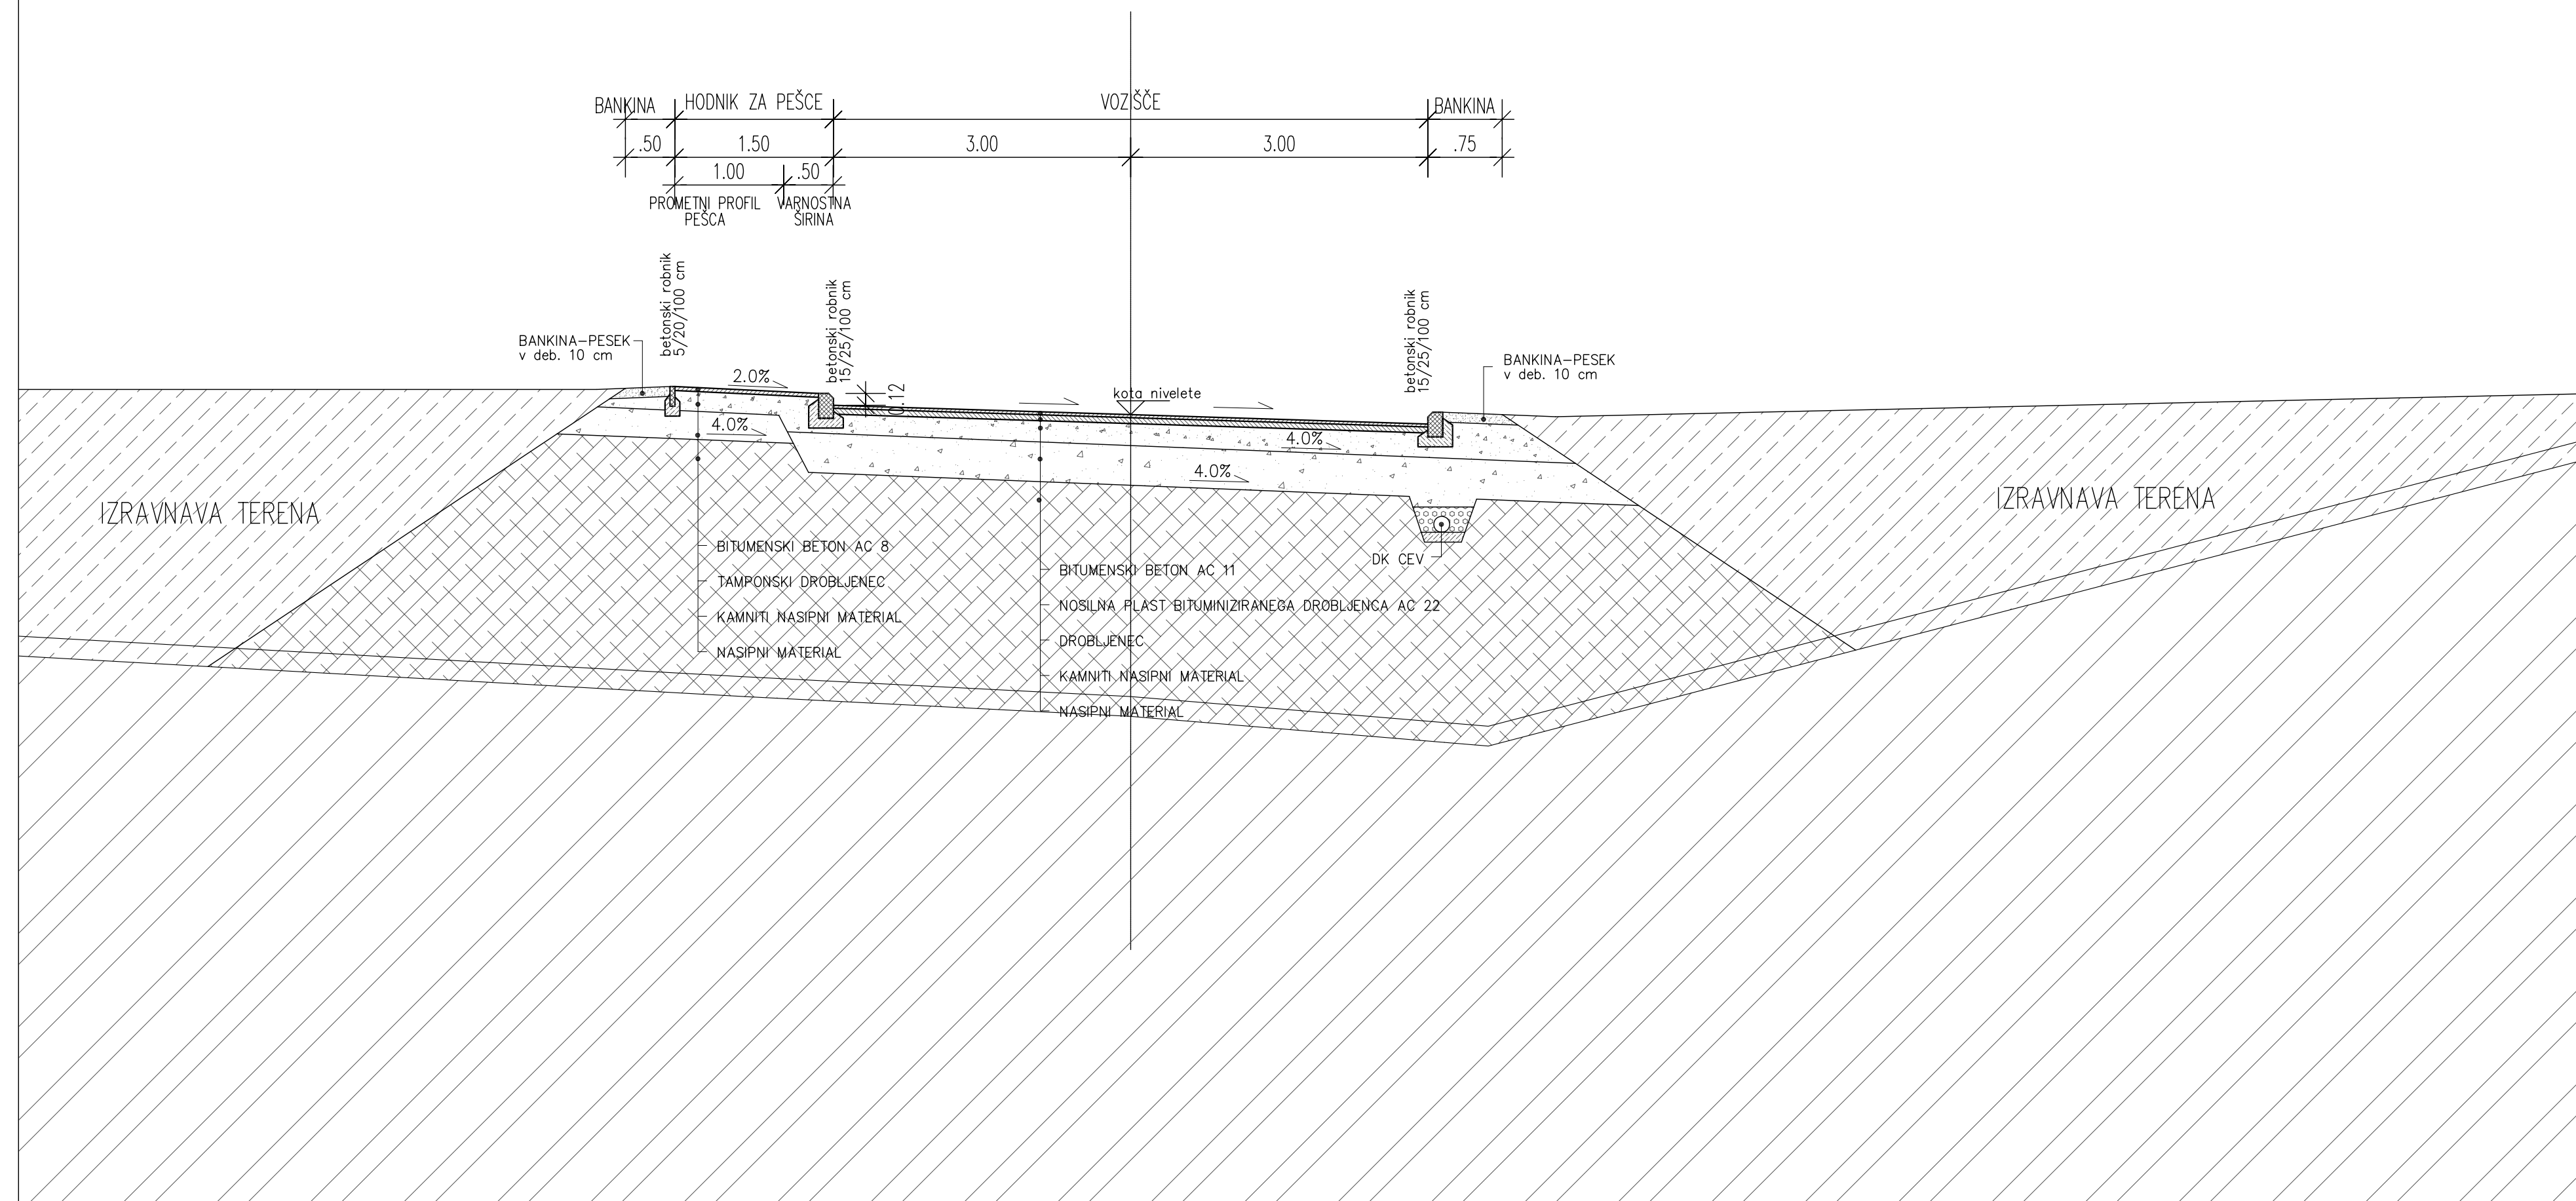 BANKINA
HODNIK ZA PEŠCE
VOZIŠČE
BANKINA
.50
1.50
3.00
3.00
.75
1.00
.50
PROMETNI PROFIL
PEŠCA
VARNOSTNA
ŠIRINA
betonski robnik
5/20/100 cm
betonski robnik
15/25/100 cm
betonski robnik
15/25/100 cm
BANKINA-PESEK
v deb. 10 cm
BANKINA-PESEK
v deb. 10 cm
2.0%
0.12
kota nivelete
4.0%
4.0%
4.0%
IZRAVNAVA TERENA
IZRAVNAVA TERENA
DK CEV
BITUMENSKI BETON AC 8
TAMPONSKI DROBLJENEC
KAMNITI NASIPNI MATERIAL
NASIPNI MATERIAL
BITUMENSKI BETON AC 11
NOSILNA PLAST BITUMINIZIRANEGA DROBLJENCA AC 22
DROBLJENEC
KAMNITI NASIPNI MATERIAL
NASIPNI MATERIAL